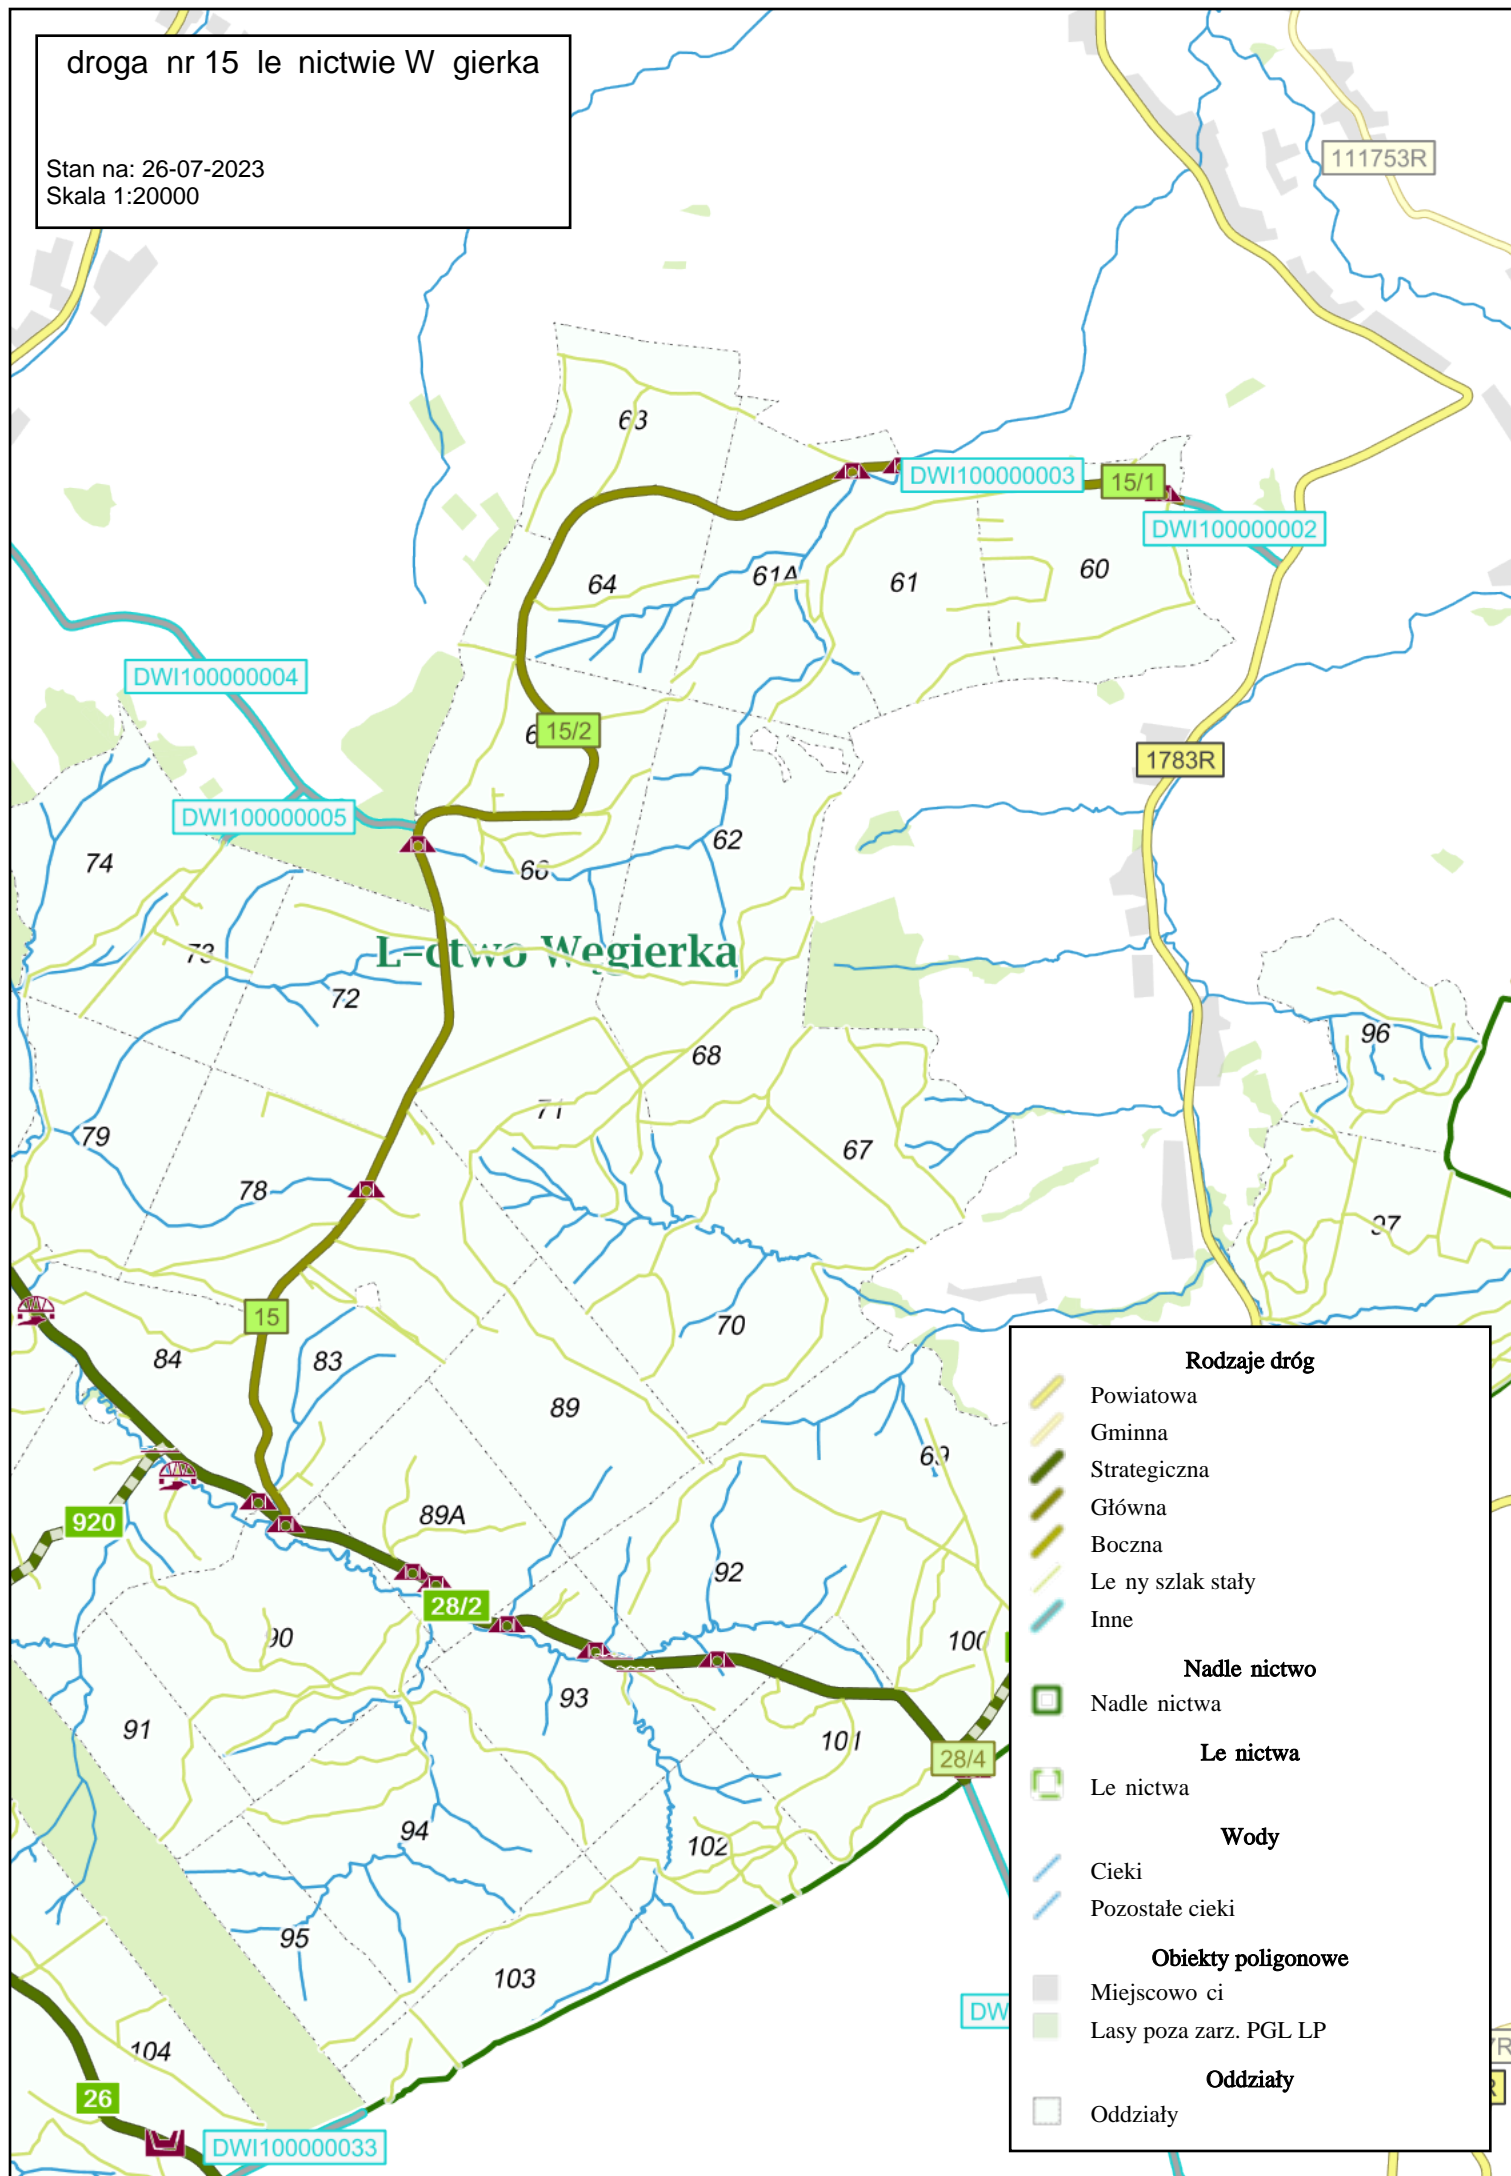 droga nr 15 le nictwie W gierka
Stan na: 26-07-2023
Skala 1:20000
111753R
63
DWI100000003
15/1
DWI100000002
64
61A
61
60
DWI100000004
15/2
1783R
DWI100000005
74
62
66
L-ctwo Węgierka
73
72
96
68
71
79
67
78
97
15
70
84
83
89
69
89A
920
92
28/2
90
100
93
91
101
28/4
94
102
95
103
DW
104
26
DWI100000033
Rodzaje dróg
Powiatowa
Gminna
Strategiczna
Główna
Boczna
Le ny szlak stały
Inne
Nadle nictwo
Nadle nictwa
Le nictwa
Le nictwa
Wody
Cieki
Pozostałe cieki
Obiekty poligonowe
Miejscowo ci
Lasy poza zarz. PGL LP
Oddziały
Oddziały